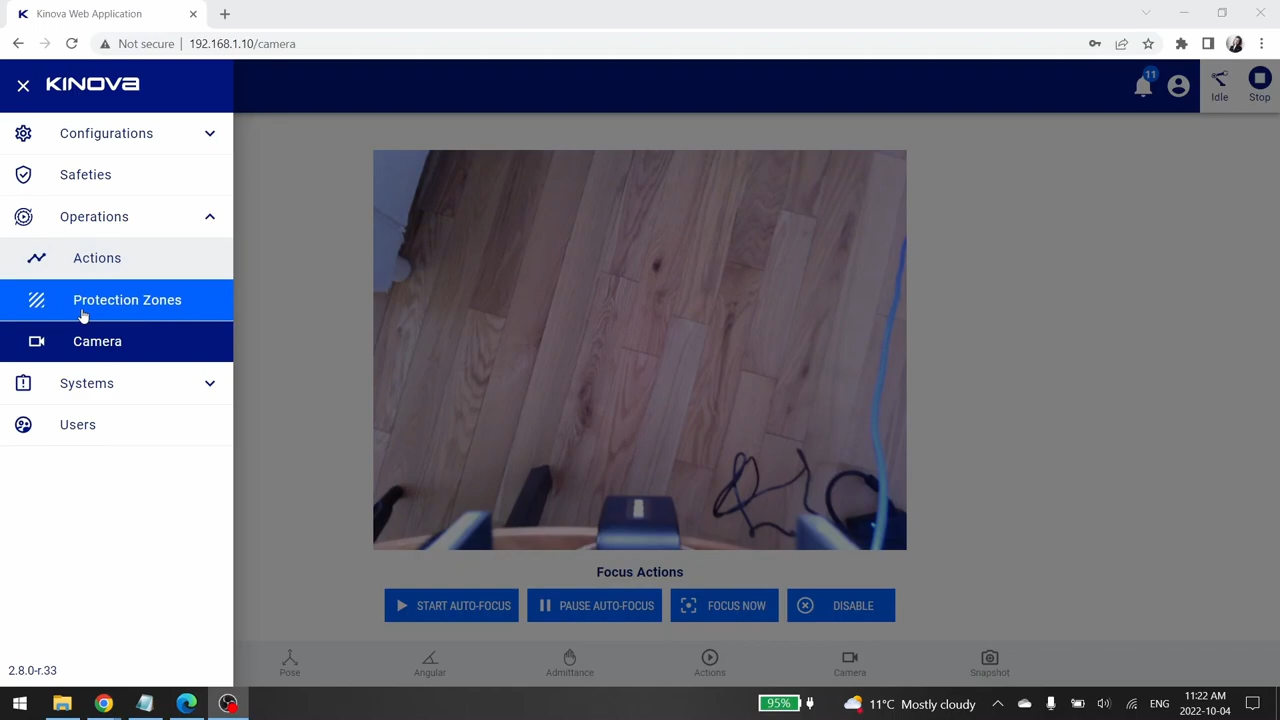 Kinova Web Application
Not secure
192.168.1.10/camera
KINOVA
11
Idle
Stop
Configurations
Safeties
Operations
Actions
Protection Zones
Camera
Systems
Users
2.8.0-r.33
Focus Actions
START AUTO-FOCUS
PAUSE AUTO-FOCUS
FOCUS NOW
DISABLE
Pose
Angular
Admittance
Actions
Camera
Snapshot
95%
11°C Mostly cloudy
ENG
11:22 AM
2022-10-04